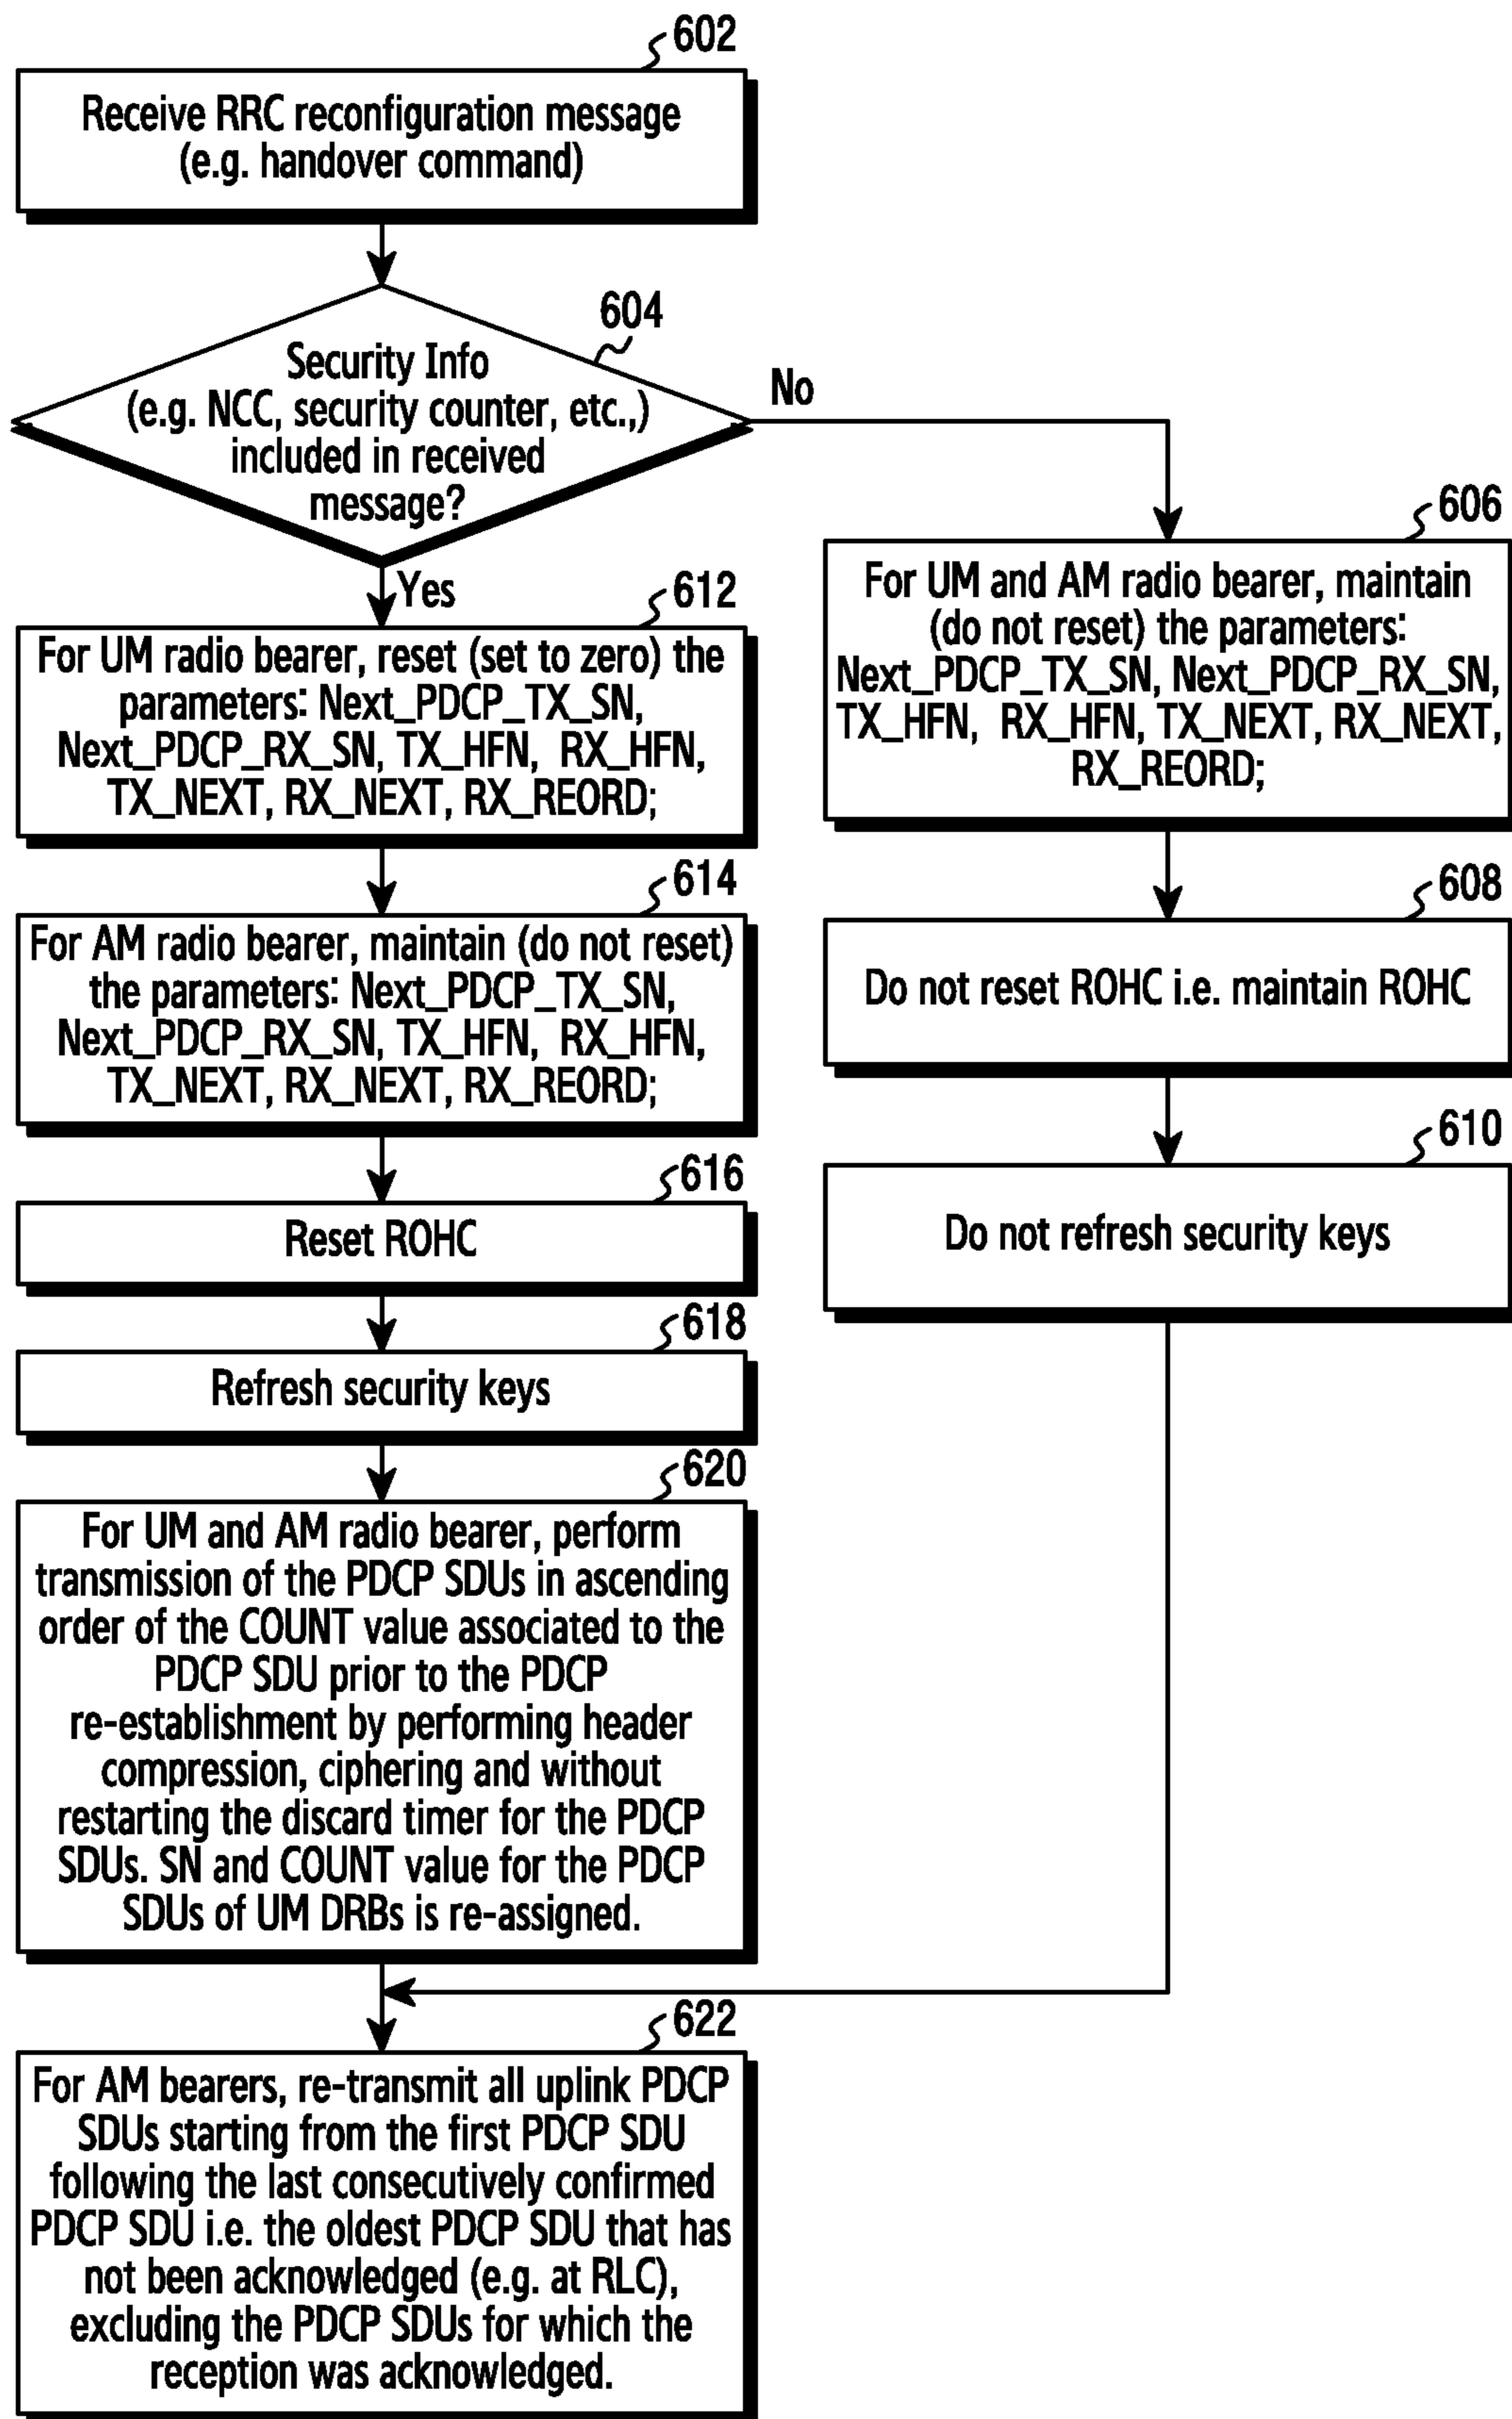 602
Receive RRC reconfiguration message
(e.g. handover command)
604
Security Info
(e.g. NCC, security counter, etc.,)
included in received
message?
No
Yes
606
For UM and AM radio bearer, maintain
(do not reset) the parameters:
Next_PDCP_TX_SN, Next_PDCP_RX_SN,
TX_HFN, RX_HFN, TX_NEXT, RX_NEXT,
RX_REORD;
608
Do not reset ROHC i.e. maintain ROHC
610
Do not refresh security keys
612
For UM radio bearer, reset (set to zero) the
parameters: Next_PDCP_TX_SN,
Next_PDCP_RX_SN, TX_HFN, RX_HFN,
TX_NEXT, RX_NEXT, RX_REORD;
614
For AM radio bearer, maintain (do not reset)
the parameters: Next_PDCP_TX_SN,
Next_PDCP_RX_SN, TX_HFN, RX_HFN,
TX_NEXT, RX_NEXT, RX_REORD;
616
Reset ROHC
618
Refresh security keys
620
For UM and AM radio bearer, perform
transmission of the PDCP SDUs in ascending
order of the COUNT value associated to the
PDCP SDU prior to the PDCP
re-establishment by performing header
compression, ciphering and without
restarting the discard timer for the PDCP
SDUs. SN and COUNT value for the PDCP
SDUs of UM DRBs is re-assigned.
622
For AM bearers, re-transmit all uplink PDCP
SDUs starting from the first PDCP SDU
following the last consecutively confirmed
PDCP SDU i.e. the oldest PDCP SDU that has
not been acknowledged (e.g. at RLC),
excluding the PDCP SDUs for which the
reception was acknowledged.